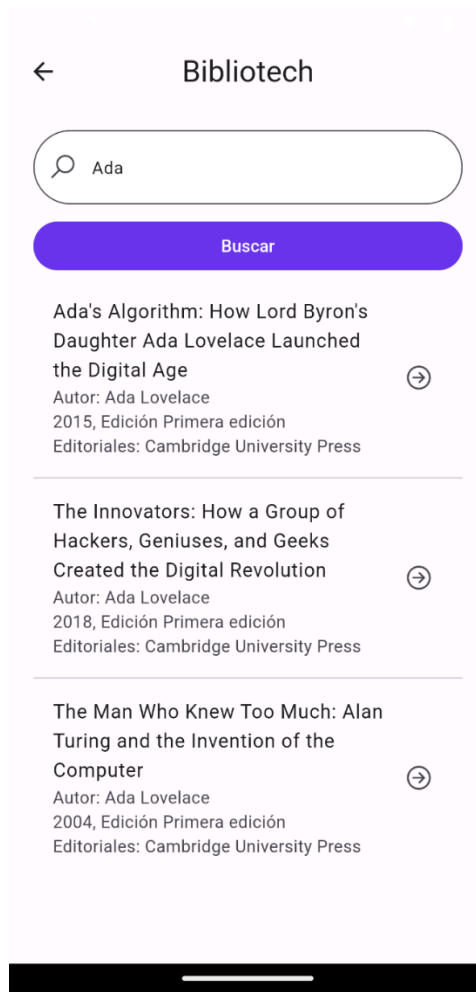 Bibliotech
Ada
Buscar
Ada's Algorithm: How Lord Byron's
Daughter Ada Lovelace Launched
the Digital Age
Autor: Ada Lovelace
2015, Edición Primera edición
Editoriales: Cambridge University Press
The Innovators: How a Group of
Hackers, Geniuses, and Geeks
Created the Digital Revolution
Autor: Ada Lovelace
2018, Edición Primera edición
Editoriales: Cambridge University Press
The Man Who Knew Too Much: Alan
Turing and the Invention of the
Computer
Autor: Ada Lovelace
2004, Edición Primera edición
Editoriales: Cambridge University Press